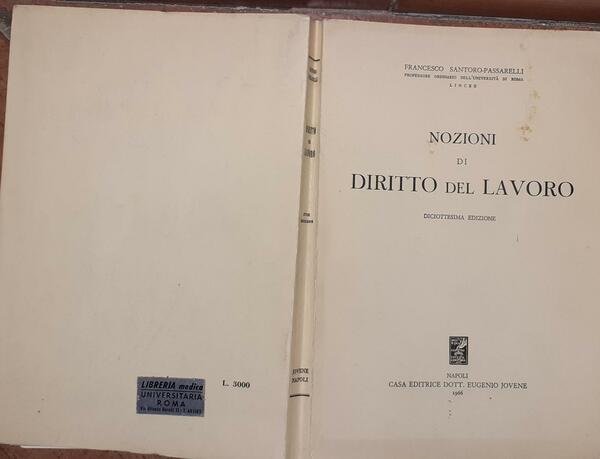 FRANCESCO SANTORO-PASSARELLI
PROFESSORE ORDINARIO DELL'UNIVERSITÀ DI ROMA
LINCEO
NOZIONI
DI
DIRITTO DEL LAVORO
DICIOTTESIMA EDIZIONE
NAPOLI
CASA EDITRICE DOTT. EUGENIO JOVENE
1966
JOVENE
NAPOLI
L. 3000
LIBRERIA medica
UNIVERSITARIA
ROMA